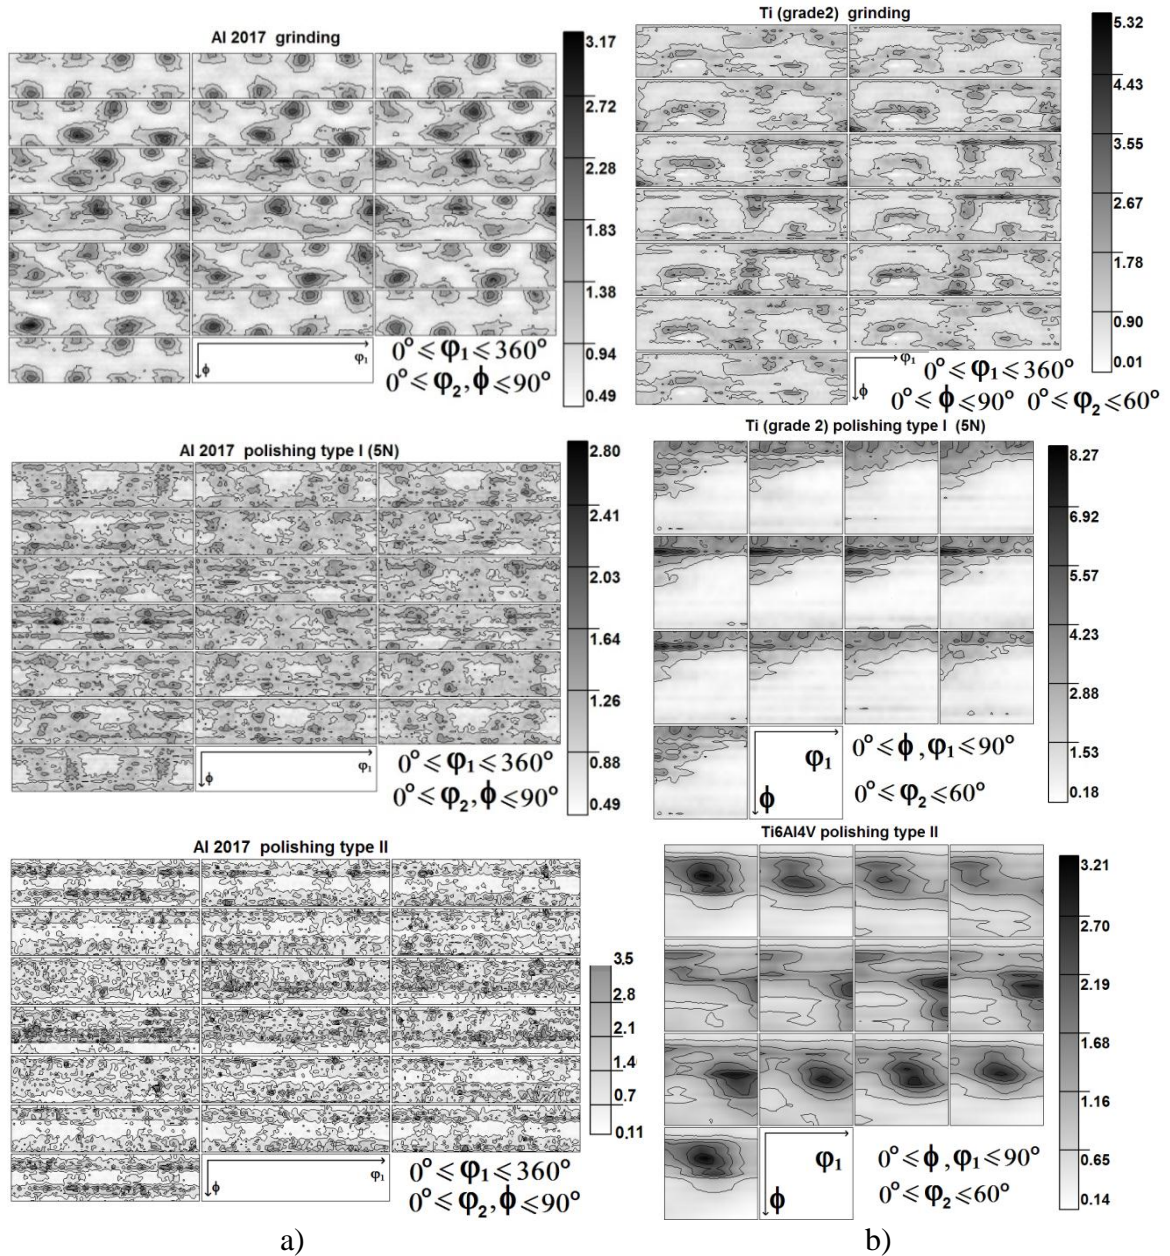 Al 2017 grinding
3.17
2.72
2.28
1.83
1.38
0.94
0.49
φ₁
ϕ
0° ≤ φ₁ ≤ 360°
0° ≤ φ₂, ϕ ≤ 90°
Ti (grade2) grinding
5.32
4.43
3.55
2.67
1.78
0.90
0.01
φ₁
ϕ
0° ≤ φ₁ ≤ 360°
0° ≤ ϕ ≤ 90° 0° ≤ φ₂ ≤ 60°
Al 2017 polishing type I (5N)
2.80
2.41
2.03
1.64
1.26
0.88
0.49
φ₁
ϕ
0° ≤ φ₁ ≤ 360°
0° ≤ φ₂, ϕ ≤ 90°
Ti (grade 2) polishing type I (5N)
8.27
6.92
5.57
4.23
2.88
1.53
0.18
φ₁
ϕ
0° ≤ ϕ , φ₁ ≤ 90°
0° ≤ φ₂ ≤ 60°
Al 2017 polishing type II
3,5
2.8
2.1
1.4
0.7
0.11
φ₁
ϕ
0° ≤ φ₁ ≤ 360°
0° ≤ φ₂, ϕ ≤ 90°
Ti6Al4V polishing type II
3.21
2.70
2.19
1.68
1.16
0.65
0.14
φ₁
ϕ
0° ≤ ϕ , φ₁ ≤ 90°
0° ≤ φ₂ ≤ 60°
a)
b)